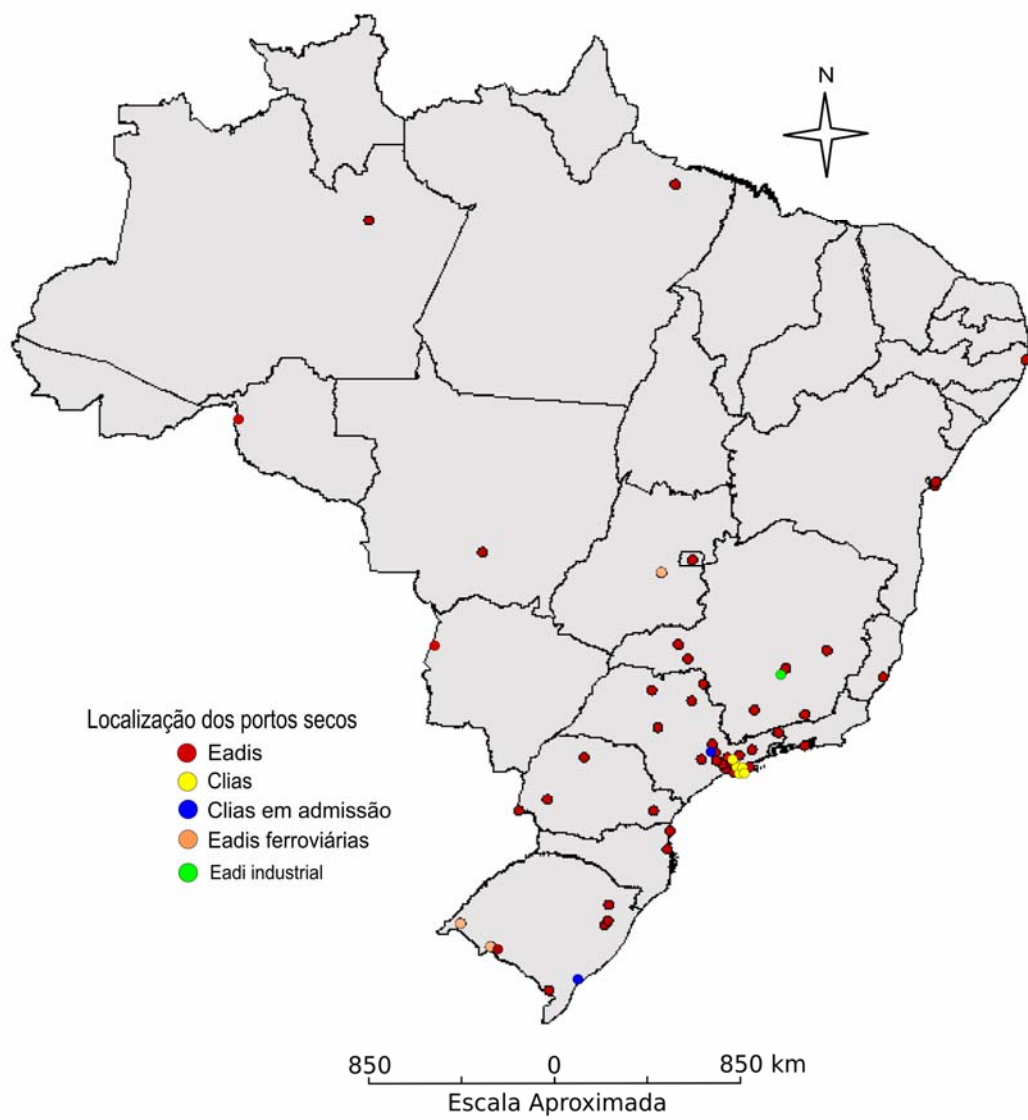 N
Localização dos portos secos
Eadis
Clias
Clias em admissão
Eadis ferroviárias
Eadi industrial
850 0 850 km
Escala Aproximada